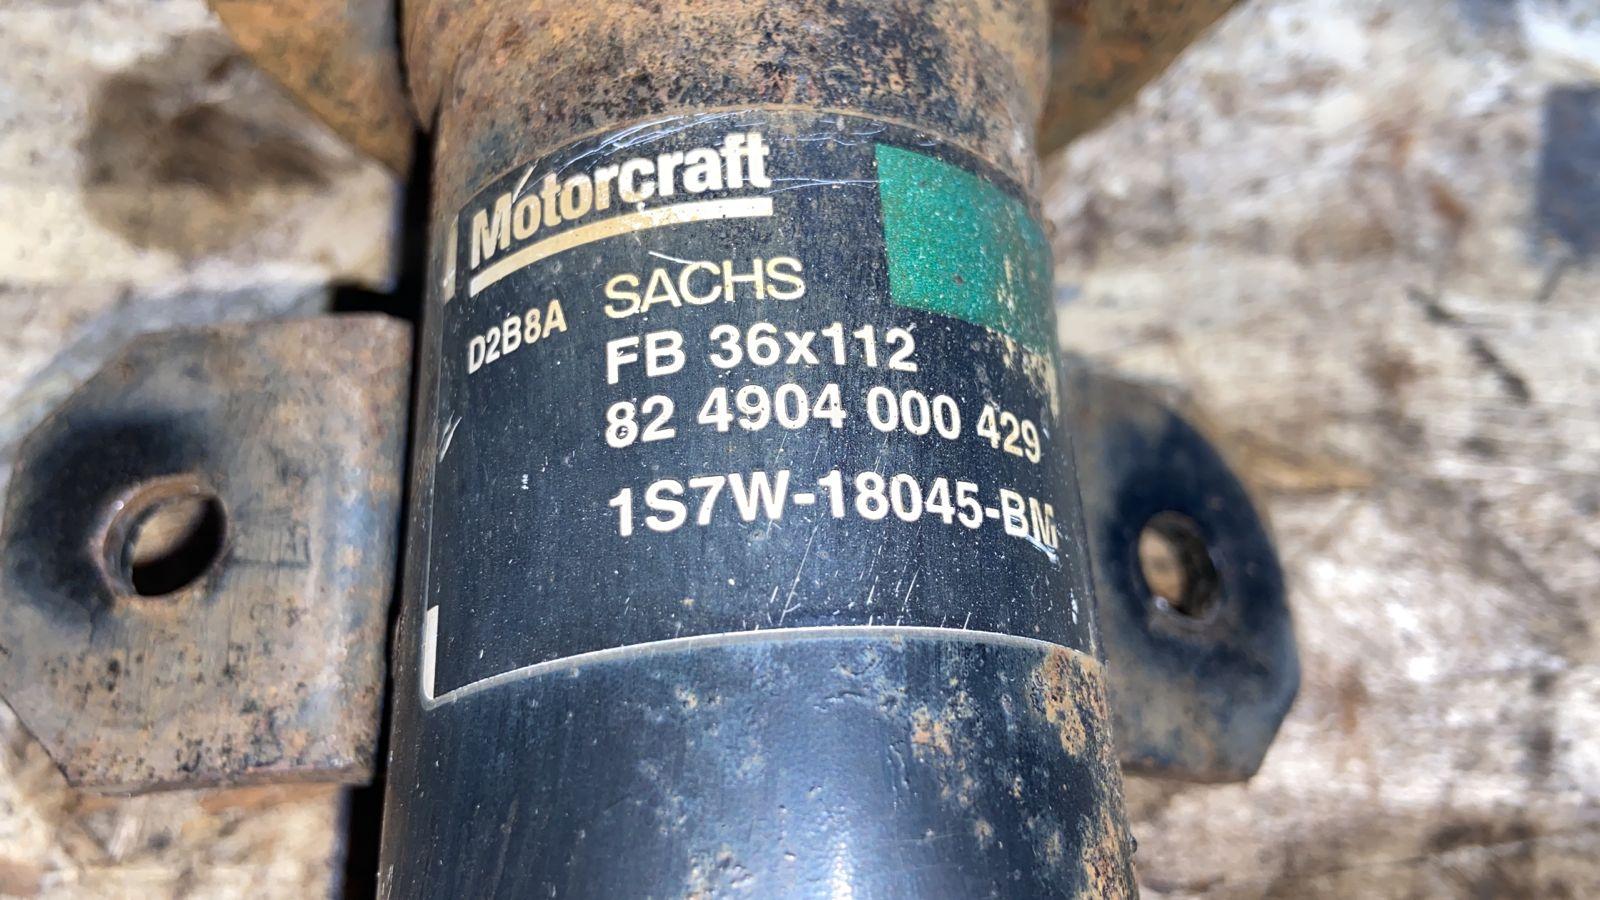 Motorcraft
D2B8A SACHS
FB 36x112
82 4904 000 429
1S7W-18045-BM